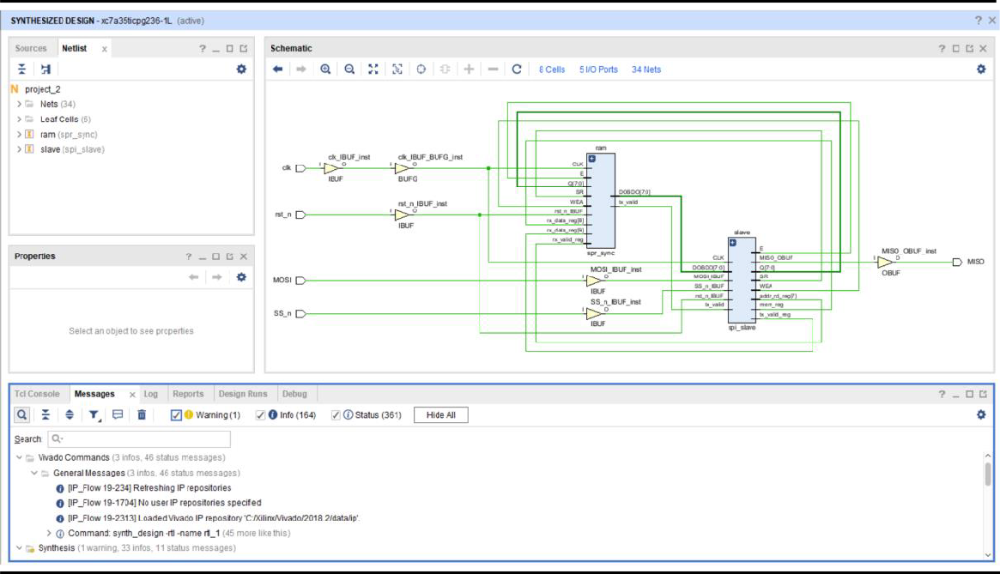 SYNTHESIZED DESIGN - xc7a35ticpg236-1L (active)
Sources Netlist
project_2
Nets (34)
Leaf Cells (6)
ram (spr_sync)
slave (spi_slave)
Properties
Select an object to see properties
Schematic
8 Cells 5 I/O Ports 34 Nets
clk
clk_IBUF_inst
I O
IBUF
clk_IBUF_BUFG_inst
I O
BUFG
rst_n
rst_n_IBUF_inst
I O
IBUF
MOSI
MOSI_IBUF_inst
I O
IBUF
SS_n
SS_n_IBUF_inst
I O
IBUF
ram
CLK
E
Q[7:0]
SR
WEA
rst_n_IBUF
rx_data_reg[8]
rx_data_reg[9]
rx_valid_reg
DOBDO[7:0]
tx_valid
spr_sync
slave
CLK
DOBDO[7:0]
MOSI_IBUF
SS_n_IBUF
rst_n_IBUF
tx_valid
E
MISO_OBUF
Q[7:0]
SR
WEA
addr_rd_reg[7]
mem_reg
tx_valid_reg
spi_slave
MISO_OBUF_inst
I O
OBUF
MISO
Tcl Console Messages Log Reports Design Runs Debug
Warning (1) Info (164) Status (361) Hide All
Search:
Vivado Commands (3 infos, 46 status messages)
General Messages (3 infos, 46 status messages)
[IP_Flow 19-234] Refreshing IP repositories
[IP_Flow 19-1704] No user IP repositories specified
[IP_Flow 19-2313] Loaded Vivado IP repository 'C:/Xilinx/Vivado/2018.2/data/ip'.
Command: synth_design -rtl -name rtl_1 (45 more like this)
Synthesis (1 warning, 33 infos, 11 status messages)